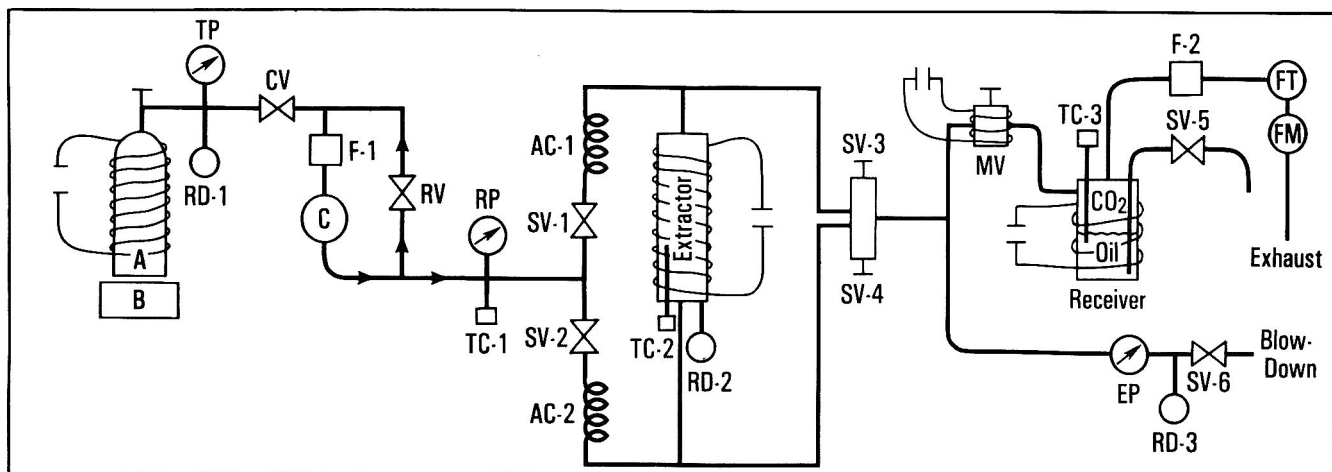 TP
CV
F-1
RD-1
A
B
C
RV
RP
TC-1
AC-1
SV-1
SV-2
AC-2
Extractor
TC-2
RD-2
SV-3
SV-4
MV
TC-3
F-2
FT
FM
SV-5
CO₂
Oil
Receiver
Exhaust
EP
RD-3
SV-6
Blow-
Down